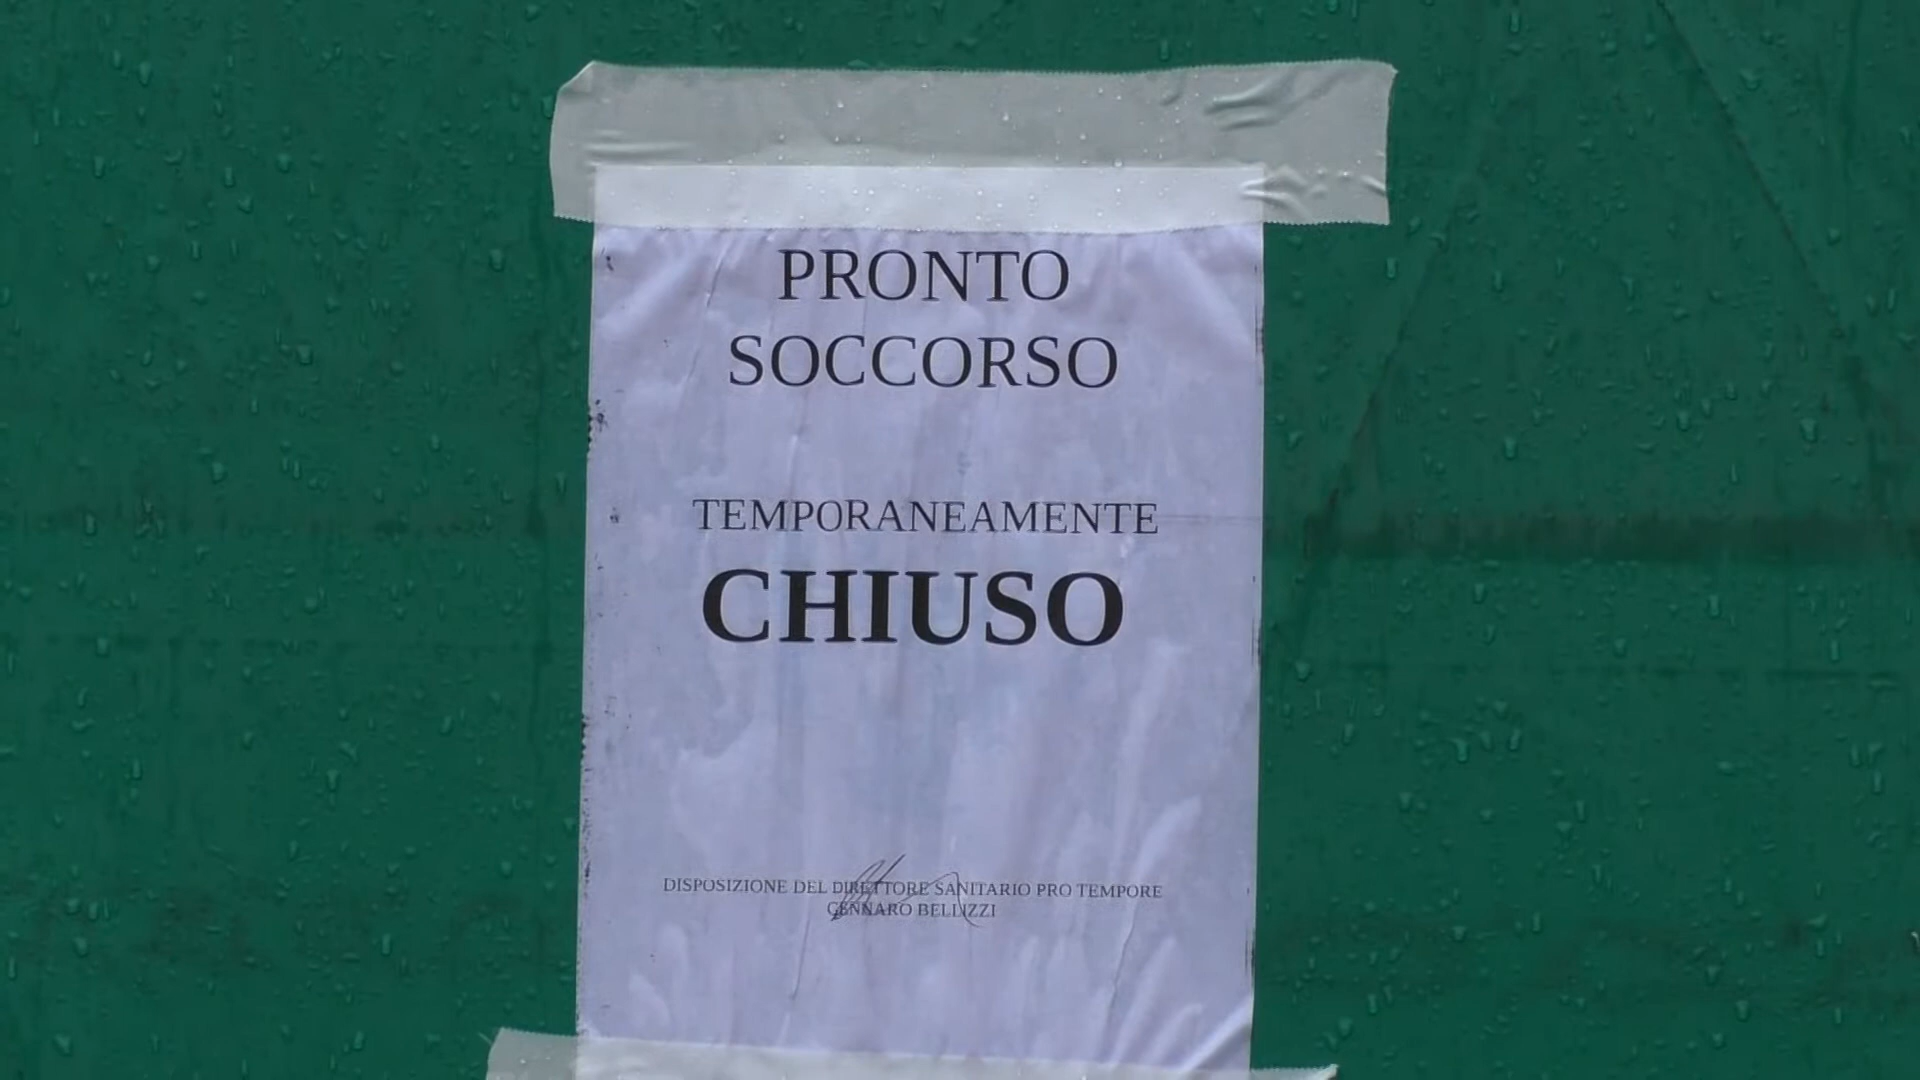 PRONTO
SOCCORSO
TEMPORANEAMENTE
CHIUSO
DISPOSIZIONE DEL DIRETTORE SANITARIO PRO TEMPORE
GENNARO BELLIZZI